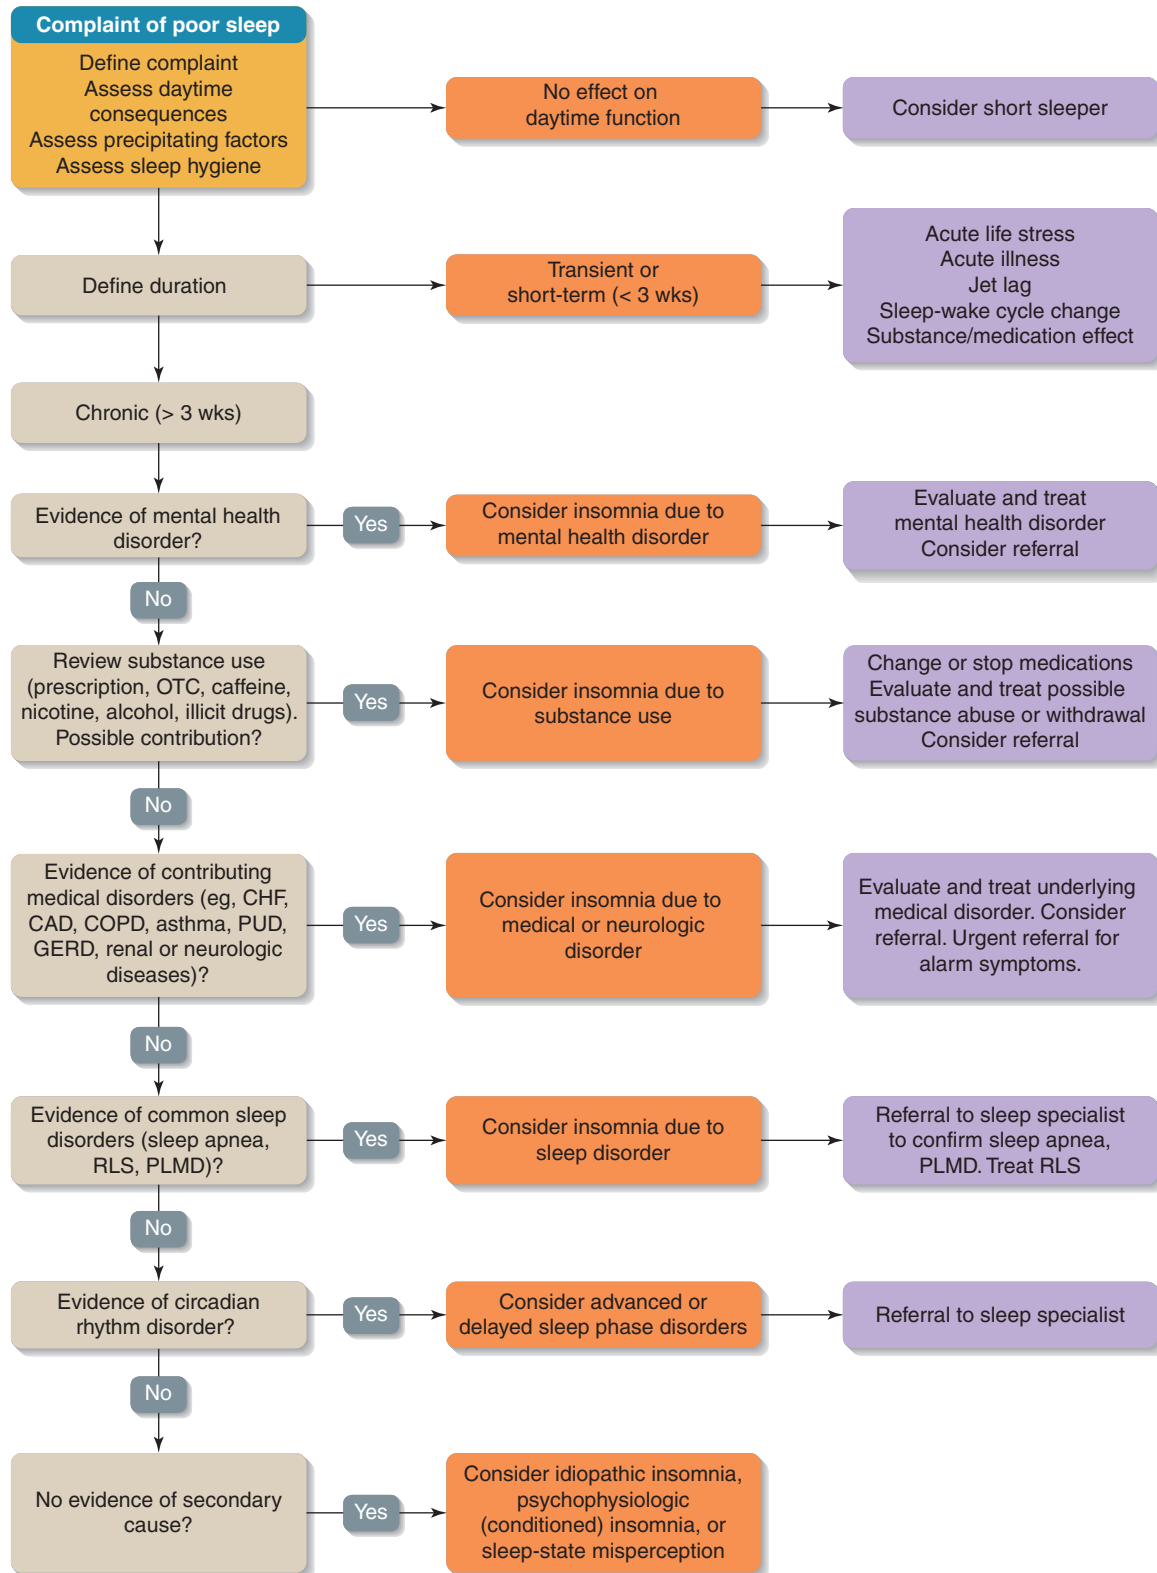 Complaint of poor sleep
Define complaint
Assess daytime
consequences
Assess precipitating factors
Assess sleep hygiene
No effect on
daytime function
Consider short sleeper
Define duration
Transient or
short-term (< 3 wks)
Acute life stress
Acute illness
Jet lag
Sleep-wake cycle change
Substance/medication effect
Chronic (> 3 wks)
Evidence of mental health
disorder?
Yes
Consider insomnia due to
mental health disorder
Evaluate and treat
mental health disorder
Consider referral
No
Review substance use
(prescription, OTC, caffeine,
nicotine, alcohol, illicit drugs).
Possible contribution?
Yes
Consider insomnia due to
substance use
Change or stop medications
Evaluate and treat possible
substance abuse or withdrawal
Consider referral
No
Evidence of contributing
medical disorders (eg, CHF,
CAD, COPD, asthma, PUD,
GERD, renal or neurologic
diseases)?
Yes
Consider insomnia due to
medical or neurologic
disorder
Evaluate and treat underlying
medical disorder. Consider
referral. Urgent referral for
alarm symptoms.
No
Evidence of common sleep
disorders (sleep apnea,
RLS, PLMD)?
Yes
Consider insomnia due to
sleep disorder
Referral to sleep specialist
to confirm sleep apnea,
PLMD. Treat RLS
No
Evidence of circadian
rhythm disorder?
Yes
Consider advanced or
delayed sleep phase disorders
Referral to sleep specialist
No
No evidence of secondary
cause?
Yes
Consider idiopathic insomnia,
psychophysiologic
(conditioned) insomnia, or
sleep-state misperception